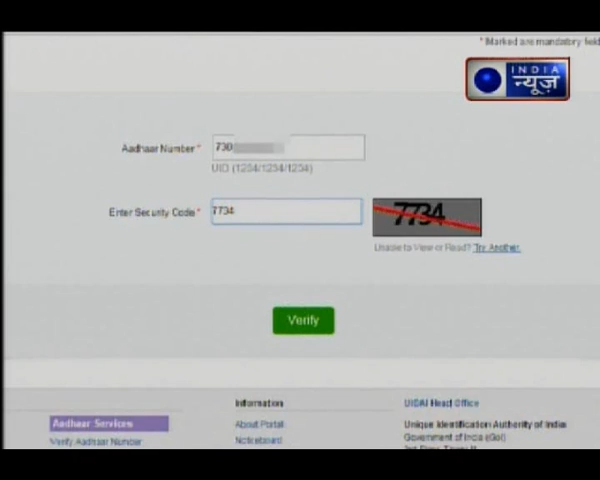 * Marked are mandatory field
INDIA
न्यूज़
Aadhaar Number *
730
UID (1234/1234/1234)
Enter Security Code *
7734
7734
Unable to View or Read? Try Another.
Verify
Information
UIDAI Head Office
Aadhaar Services
About Portal
Unique Identification Authority of India
Verify Aadhaar Number
Noticeboard
Government of India (GoI)